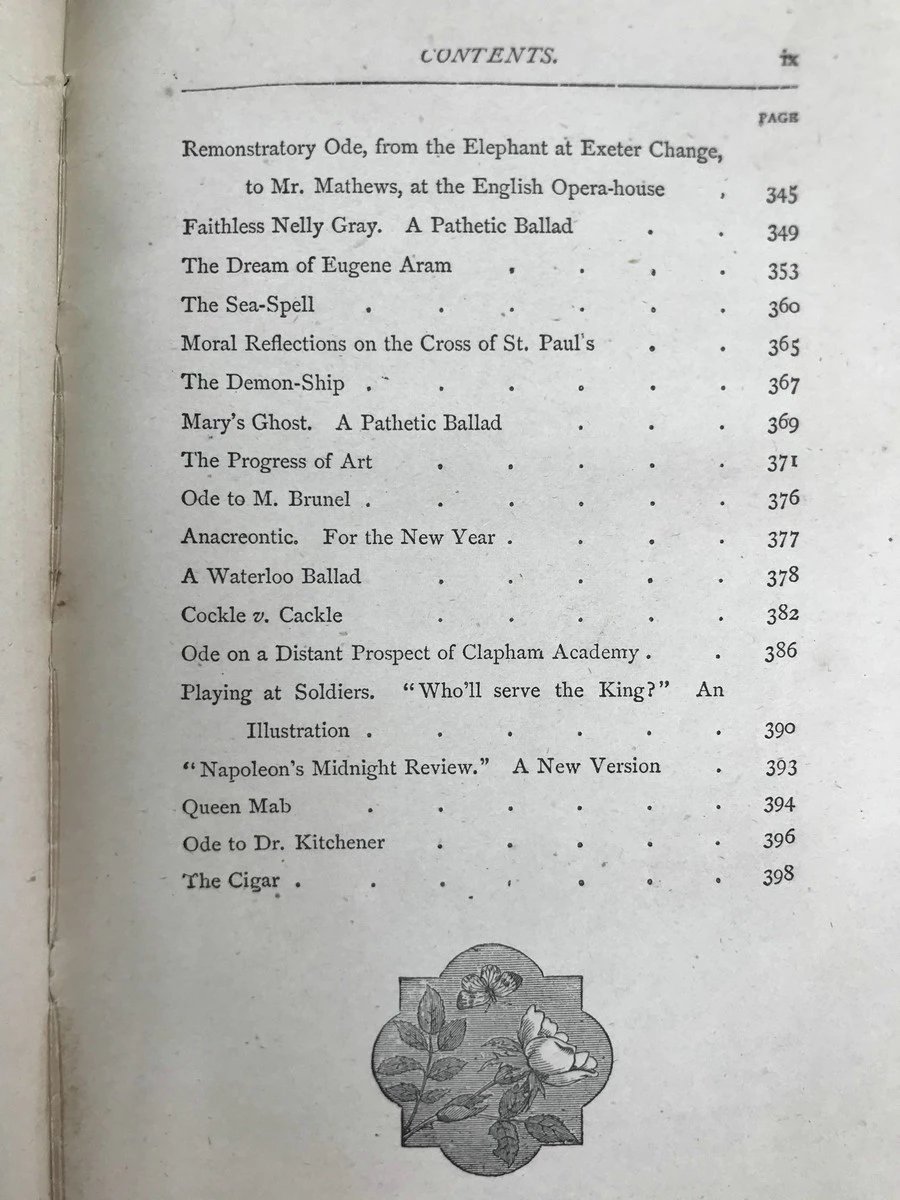 CONTENTS. ix
PAGE
Remonstratory Ode, from the Elephant at Exeter Change,
to Mr. Mathews, at the English Opera-house . 345
Faithless Nelly Gray. A Pathetic Ballad . . 349
The Dream of Eugene Aram . . . . 353
The Sea-Spell . . . . . . 360
Moral Reflections on the Cross of St. Paul's . . 365
The Demon-Ship . . . . . . 367
Mary's Ghost. A Pathetic Ballad . . . 369
The Progress of Art . . . . . 371
Ode to M. Brunel . . . . . . 376
Anacreontic. For the New Year . . . . 377
A Waterloo Ballad . . . . . 378
Cockle v. Cackle . . . . . 382
Ode on a Distant Prospect of Clapham Academy . . 386
Playing at Soldiers. "Who'll serve the King?" An
Illustration . . . . . . 390
"Napoleon's Midnight Review." A New Version . 393
Queen Mab . . . . . . 394
Ode to Dr. Kitchener . . . . . 396
The Cigar . . . . . . . 398